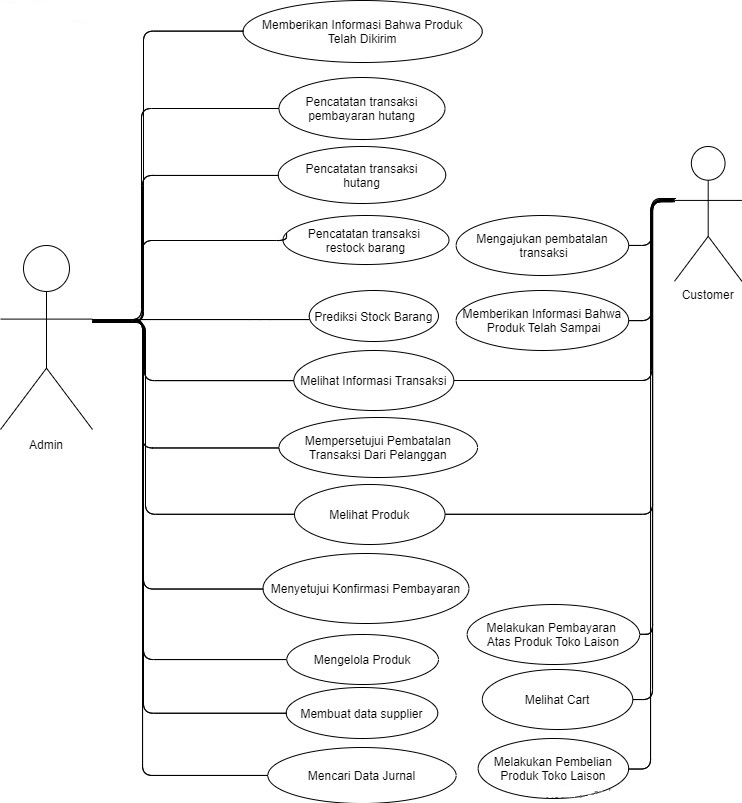 Memberikan Informasi Bahwa Produk
Telah Dikirim
Pencatatan transaksi
pembayaran hutang
Pencatatan transaksi
hutang
Pencatatan transaksi
restock barang
Mengajukan pembatalan
transaksi
Customer
Prediksi Stock Barang
Memberikan Informasi Bahwa
Produk Telah Sampai
Melihat Informasi Transaksi
Admin
Mempersetujui Pembatalan
Transaksi Dari Pelanggan
Melihat Produk
Menyetujui Konfirmasi Pembayaran
Melakukan Pembayaran
Atas Produk Toko Laison
Mengelola Produk
Melihat Cart
Membuat data supplier
Melakukan Pembelian
Produk Toko Laison
Mencari Data Jurnal